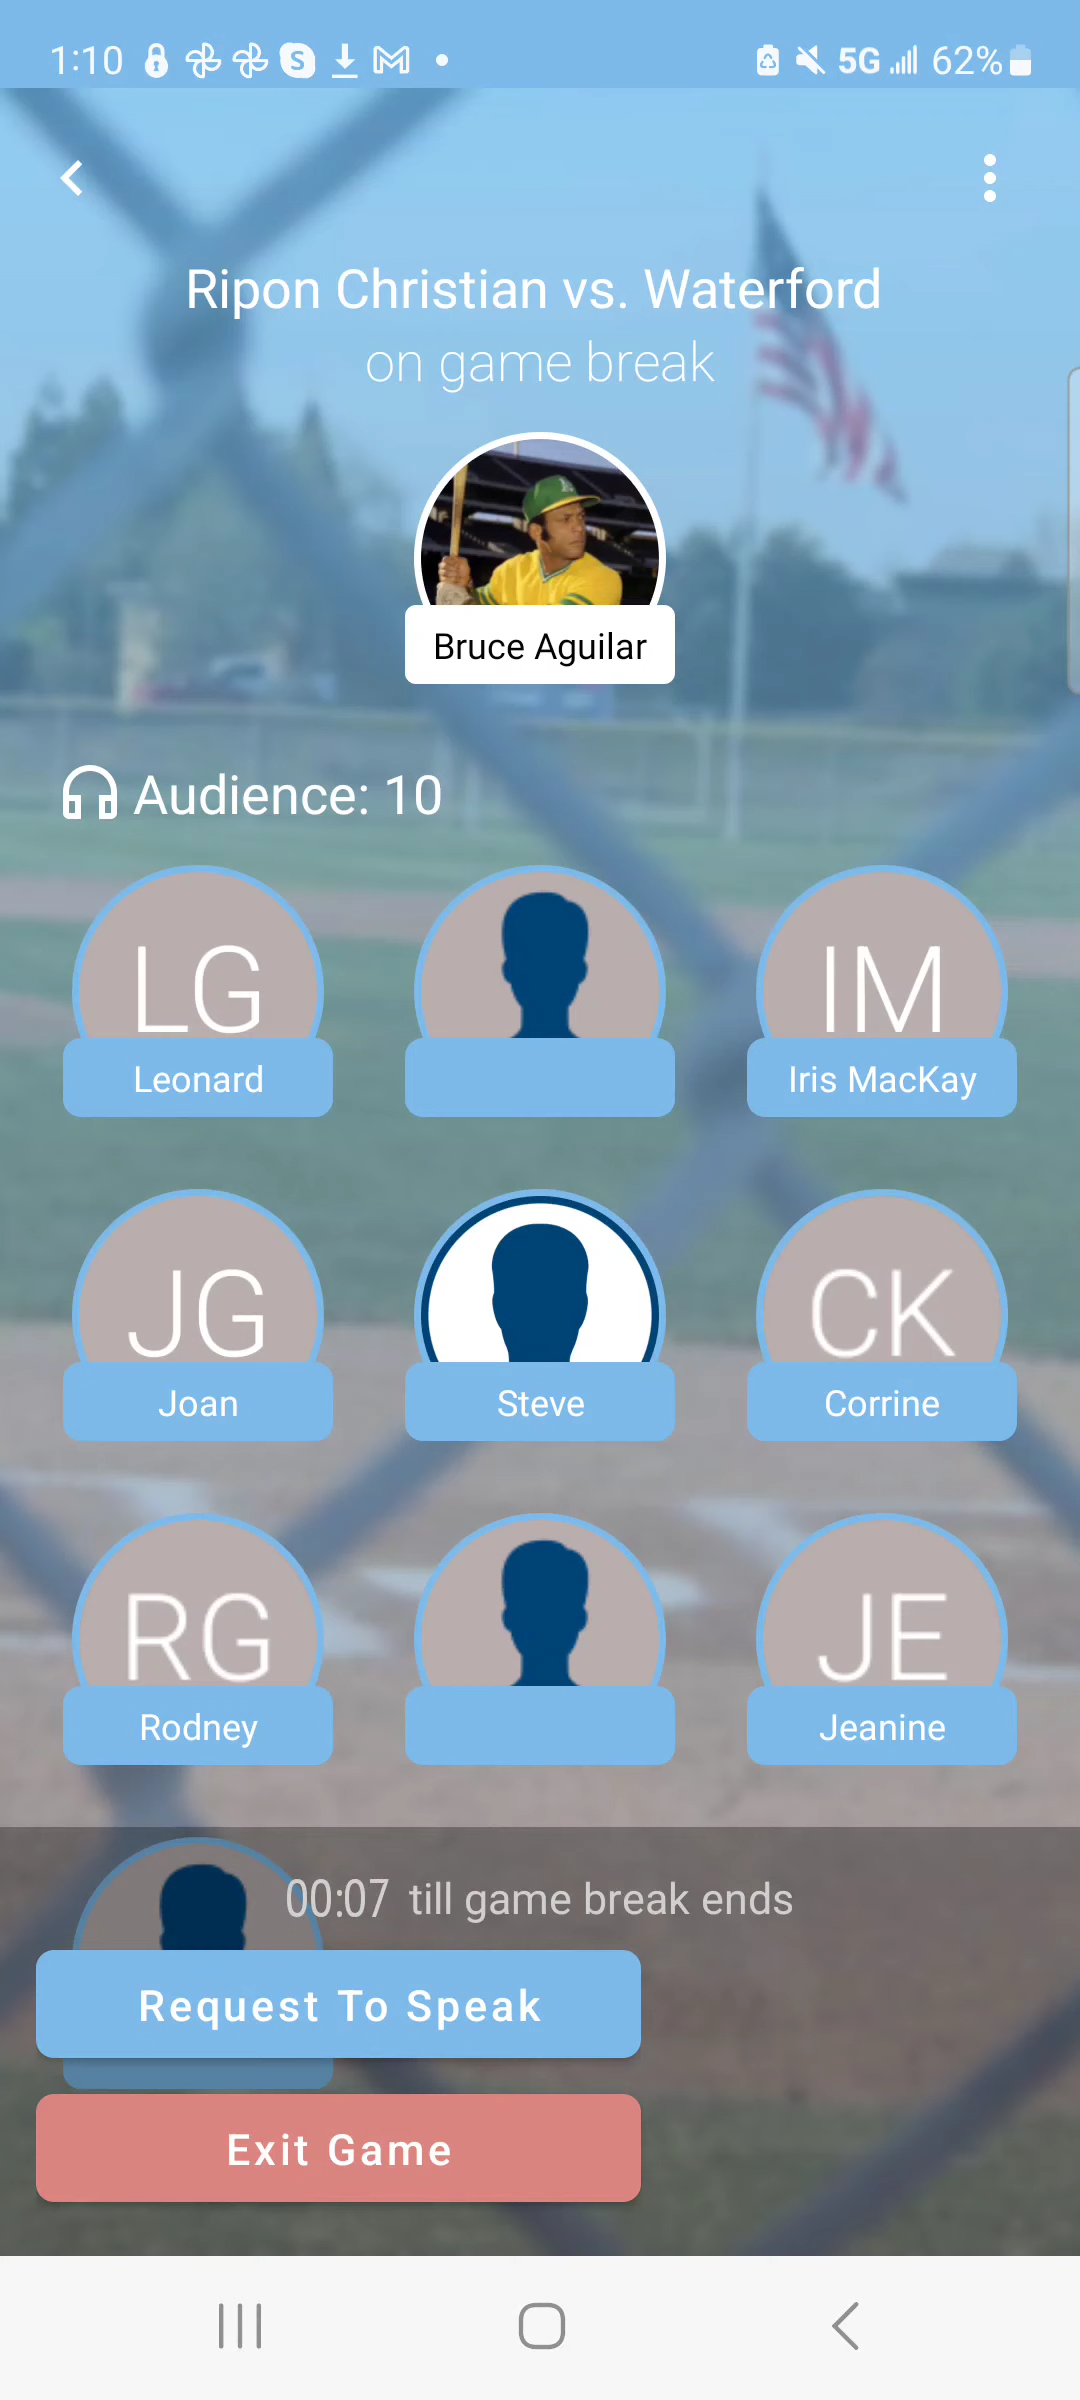 1:10 S 5G 62%
Ripon Christian vs. Waterford
on game break
Bruce Aguilar
Audience: 10
LG IM
Leonard Iris MacKay
JG CK
Joan Steve Corrine
RG JE
Rodney Jeanine
00:07 till game break ends
Request To Speak
Exit Game